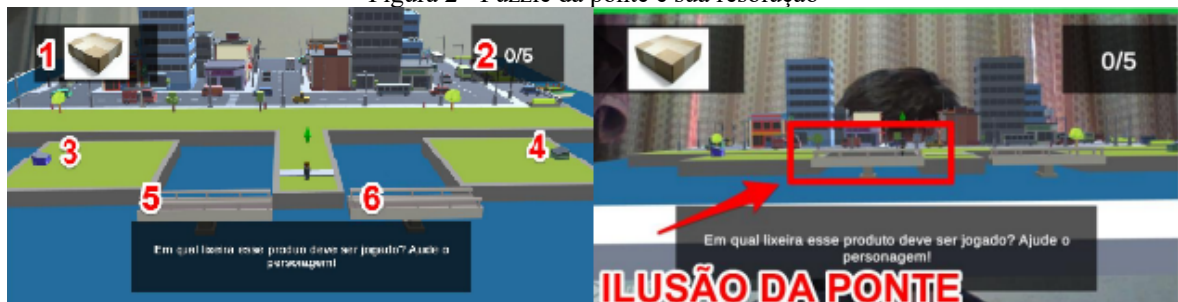 Figura 2 - Puzzle da ponte e sua resolução
1
2
0/5
3
4
5
6
Em qual lixeira esse produto deve ser jogado? Ajude o
personagem!
0/5
Em qual lixeira esse produto deve ser jogado? Ajude o
personagem!
ILUSÃO DA PONTE